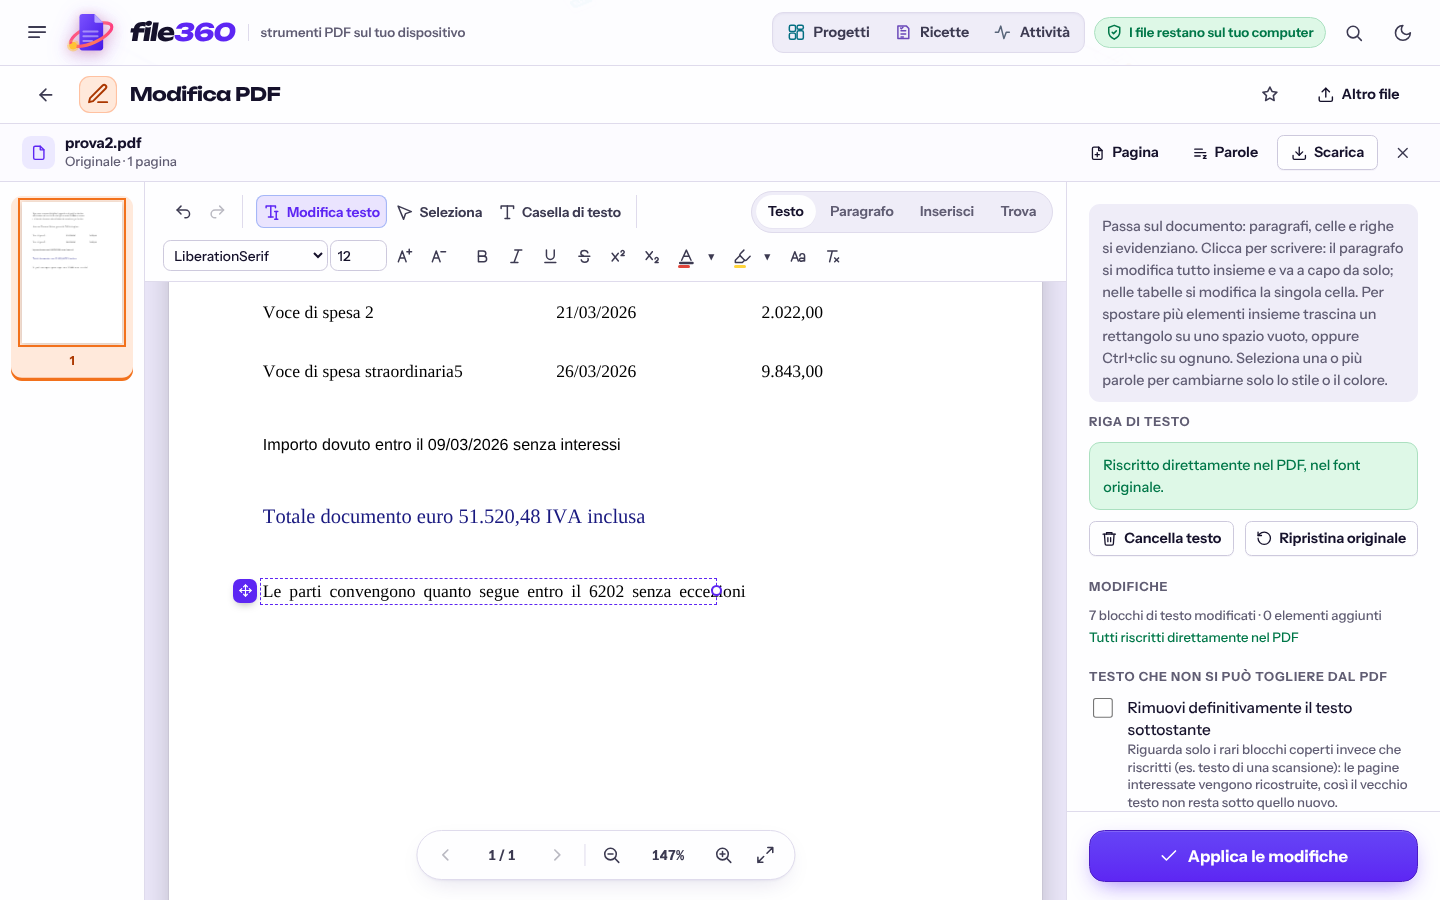 file360
strumenti PDF sul tuo dispositivo
Progetti
Ricette
Attività
I file restano sul tuo computer
Modifica PDF
Altro file
prova2.pdf
Originale · 1 pagina
Pagina
Parole
Scarica
Modifica testo
Seleziona
Casella di testo
Testo
Paragrafo
Inserisci
Trova
LiberationSerif
12
1
Voce di spesa 2 21/03/2026 2.022,00
Voce di spesa straordinaria5 26/03/2026 9.843,00
Importo dovuto entro il 09/03/2026 senza interessi
Totale documento euro 51.520,48 IVA inclusa
Le parti convengono quanto segue entro il 6202 senza eccezioni
1 / 1
147%
Passa sul documento: paragrafi, celle e righe
si evidenziano. Clicca per scrivere: il paragrafo
si modifica tutto insieme e va a capo da solo;
nelle tabelle si modifica la singola cella. Per
spostare più elementi insieme trascina un
rettangolo su uno spazio vuoto, oppure
Ctrl+clic su ognuno. Seleziona una o più
parole per cambiarne solo lo stile o il colore.
RIGA DI TESTO
Riscritto direttamente nel PDF, nel font
originale.
Cancella testo
Ripristina originale
MODIFICHE
7 blocchi di testo modificati · 0 elementi aggiunti
Tutti riscritti direttamente nel PDF
TESTO CHE NON SI PUÒ TOGLIERE DAL PDF
Rimuovi definitivamente il testo
sottostante
Riguarda solo i rari blocchi coperti invece che
riscritti (es. testo di una scansione): le pagine
interessate vengono ricostruite, così il vecchio
testo non resta sotto quello nuovo.
Applica le modifiche